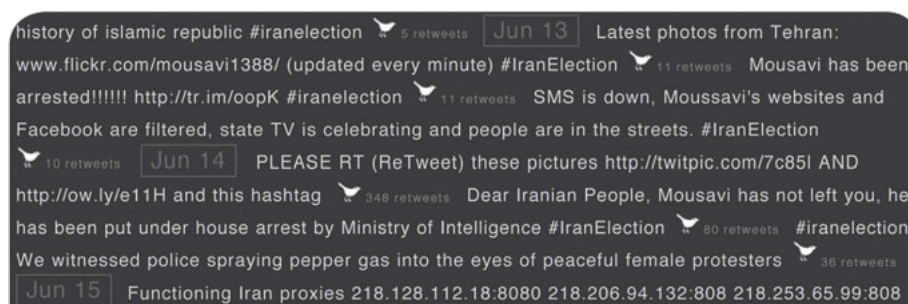 history of islamic republic #iranelection 5 retweets Jun 13 Latest photos from Tehran:
www.flickr.com/mousavi1388/ (updated every minute) #IranElection 11 retweets Mousavi has been
arrested!!!!!! http://tr.im/oopK #iranelection 11 retweets SMS is down, Moussavi's websites and
Facebook are filtered, state TV is celebrating and people are in the streets. #IranElection
10 retweets Jun 14 PLEASE RT (ReTweet) these pictures http://twitpic.com/7c85l AND
http://ow.ly/e11H and this hashtag 348 retweets Dear Iranian People, Mousavi has not left you, he
has been put under house arrest by Ministry of Intelligence #IranElection 80 retweets #iranelection
We witnessed police spraying pepper gas into the eyes of peaceful female protesters 36 retweets
Jun 15 Functioning Iran proxies 218.128.112.18:8080 218.206.94.132:808 218.253.65.99:808